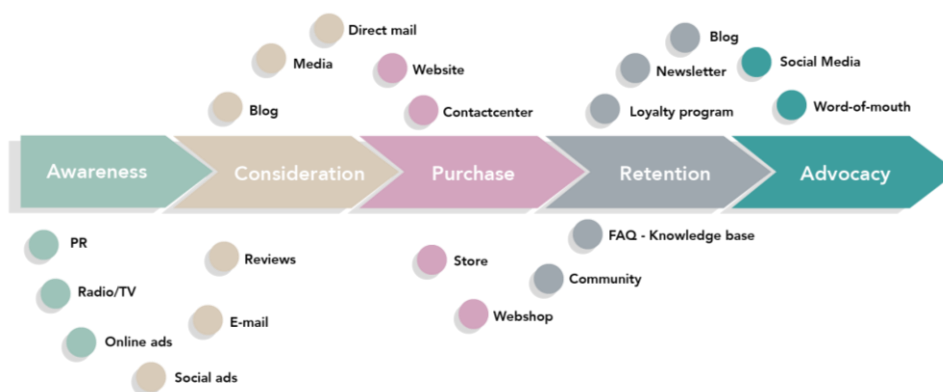 Direct mail
Media
Blog
Website
Contactcenter
Blog
Newsletter
Loyalty program
Social Media
Word-of-mouth
Awareness
Consideration
Purchase
Retention
Advocacy
PR
Radio/TV
Online ads
Social ads
Reviews
E-mail
Store
Webshop
FAQ - Knowledge base
Community